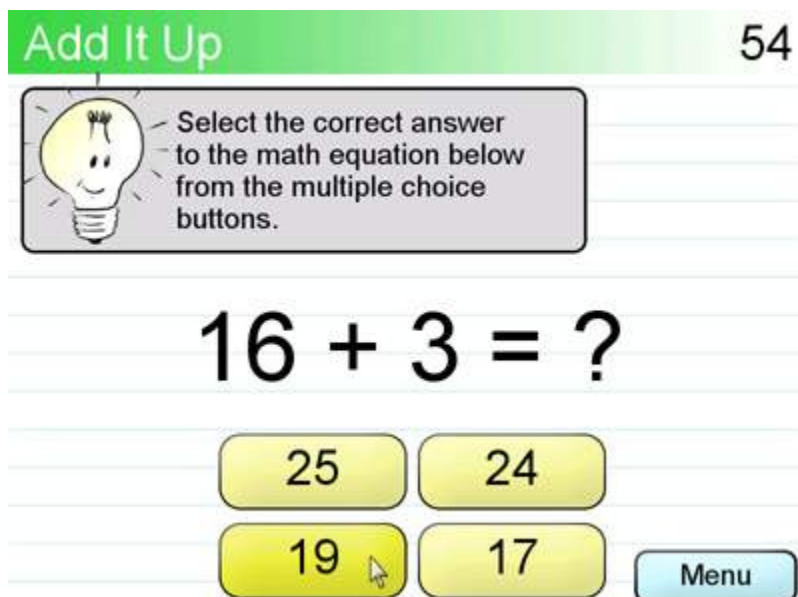 Add It Up
54
Select the correct answer
to the math equation below
from the multiple choice
buttons.
16 + 3 = ?
25
24
19
17
Menu